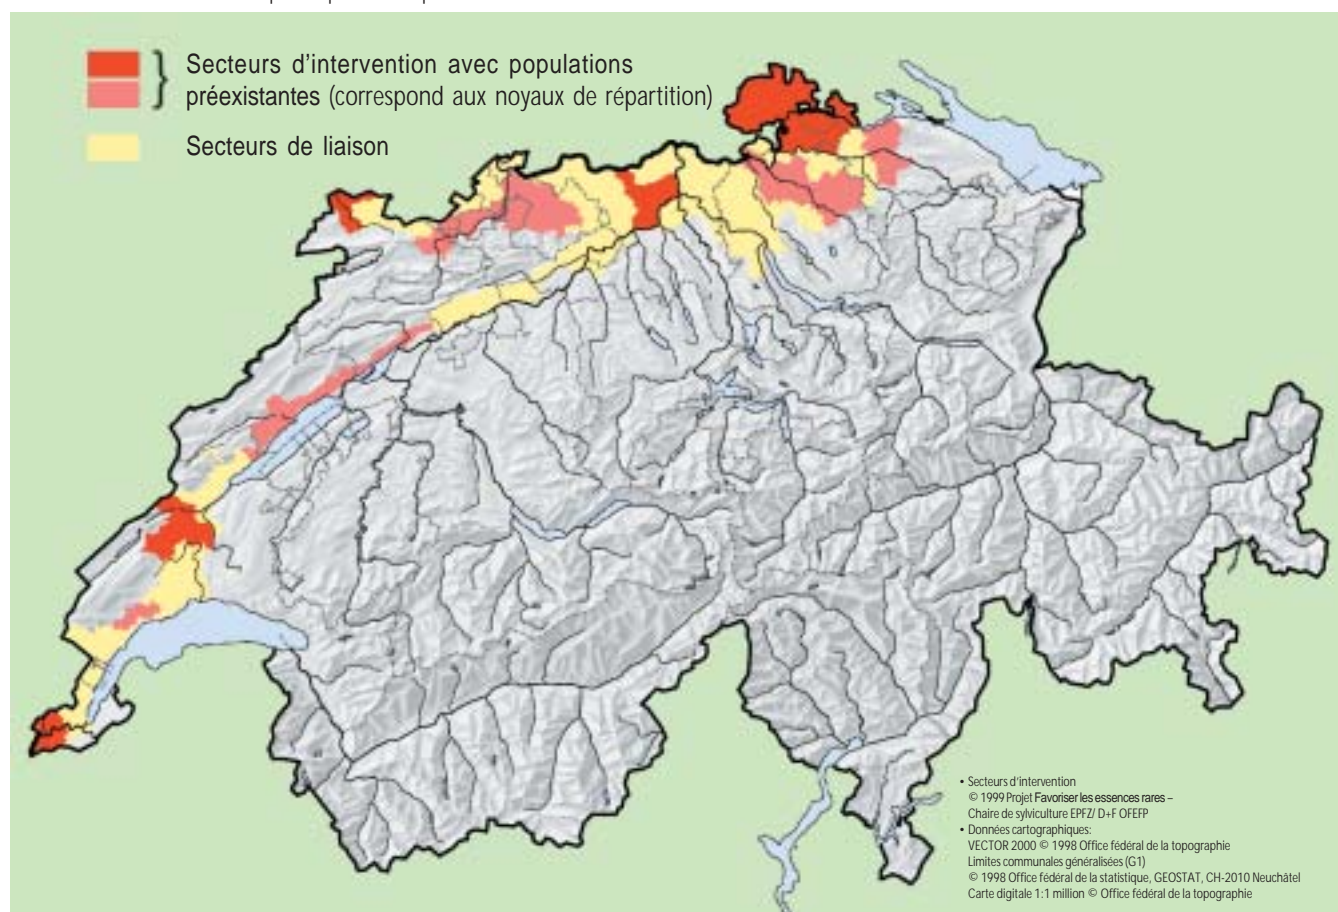 Secteurs d'intervention avec populations
préexistantes (correspond aux noyaux de répartition)
Secteurs de liaison
• Secteurs d'intervention
© 1999 Projet Favoriser les essences rares –
Chaire de sylviculture EPFZ/ D+F OFEFP
• Données cartographiques:
VECTOR 2000 © 1998 Office fédéral de la topographie
Limites communales généralisées (G1)
© 1998 Office fédéral de la statistique, GEOSTAT, CH-2010 Neuchâtel
Carte digitale 1:1 million © Office fédéral de la topographie